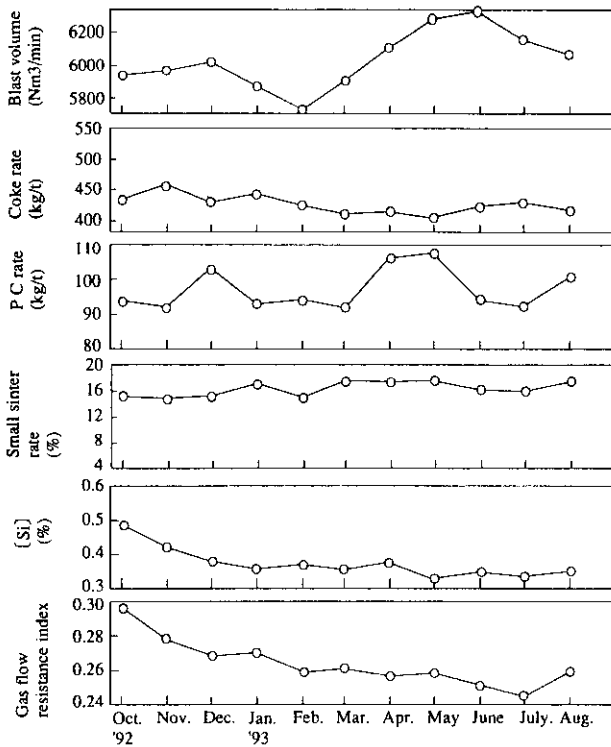 Blast volume
(Nm3/min)
6200
6000
5800
Coke rate
(kg/t)
550
500
450
400
P C rate
(kg/t)
110
100
90
80
Small sinter
rate
(%)
20
16
12
8
4
[Si]
(%)
0.6
0.5
0.4
0.3
Gas flow
resistance index
0.30
0.28
0.26
0.24
Oct. Nov. Dec. Jan. Feb. Mar. Apr. May June July. Aug.
'92 '93